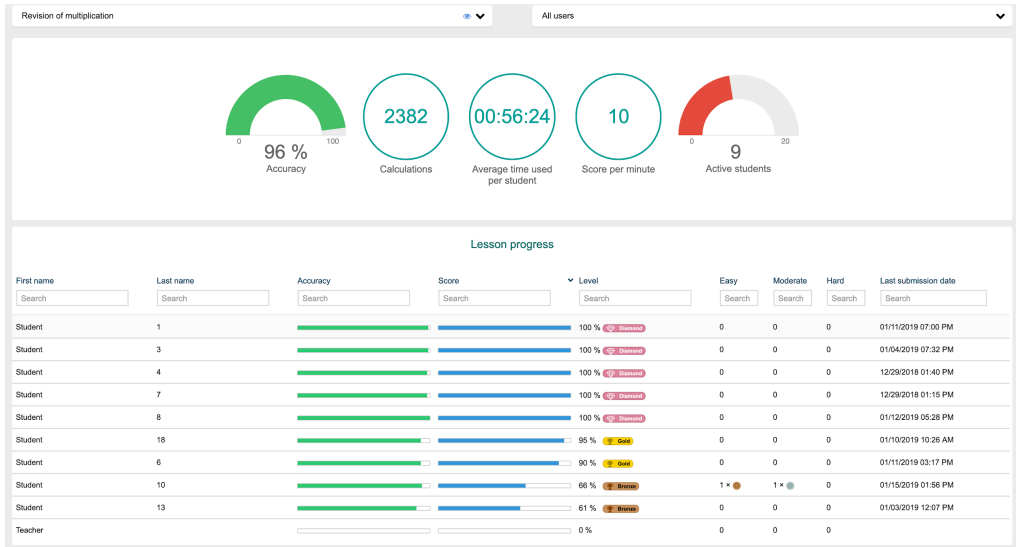 Revision of multiplication
All users
0 100
96 %
Accuracy
2382
Calculations
00:56:24
Average time used
per student
10
Score per minute
0 20
9
Active students
Lesson progress
First name Last name Accuracy Score Level Easy Moderate Hard Last submission date
Search Search Search Search Search Search Search Search Search
Student 1 100 % Diamond 0 0 0 01/11/2019 07:00 PM
Student 3 100 % Diamond 0 0 0 01/04/2019 07:32 PM
Student 4 100 % Diamond 0 0 0 12/29/2018 01:40 PM
Student 7 100 % Diamond 0 0 0 12/29/2018 01:15 PM
Student 8 100 % Diamond 0 0 0 01/12/2019 05:28 PM
Student 18 95 % Gold 0 0 0 01/10/2019 10:26 AM
Student 6 90 % Gold 0 0 0 01/11/2019 03:17 PM
Student 10 66 % Bronze 1 × 1 × 0 01/15/2019 01:56 PM
Student 13 61 % Bronze 0 0 0 01/03/2019 12:07 PM
Teacher 0 % 0 0 0